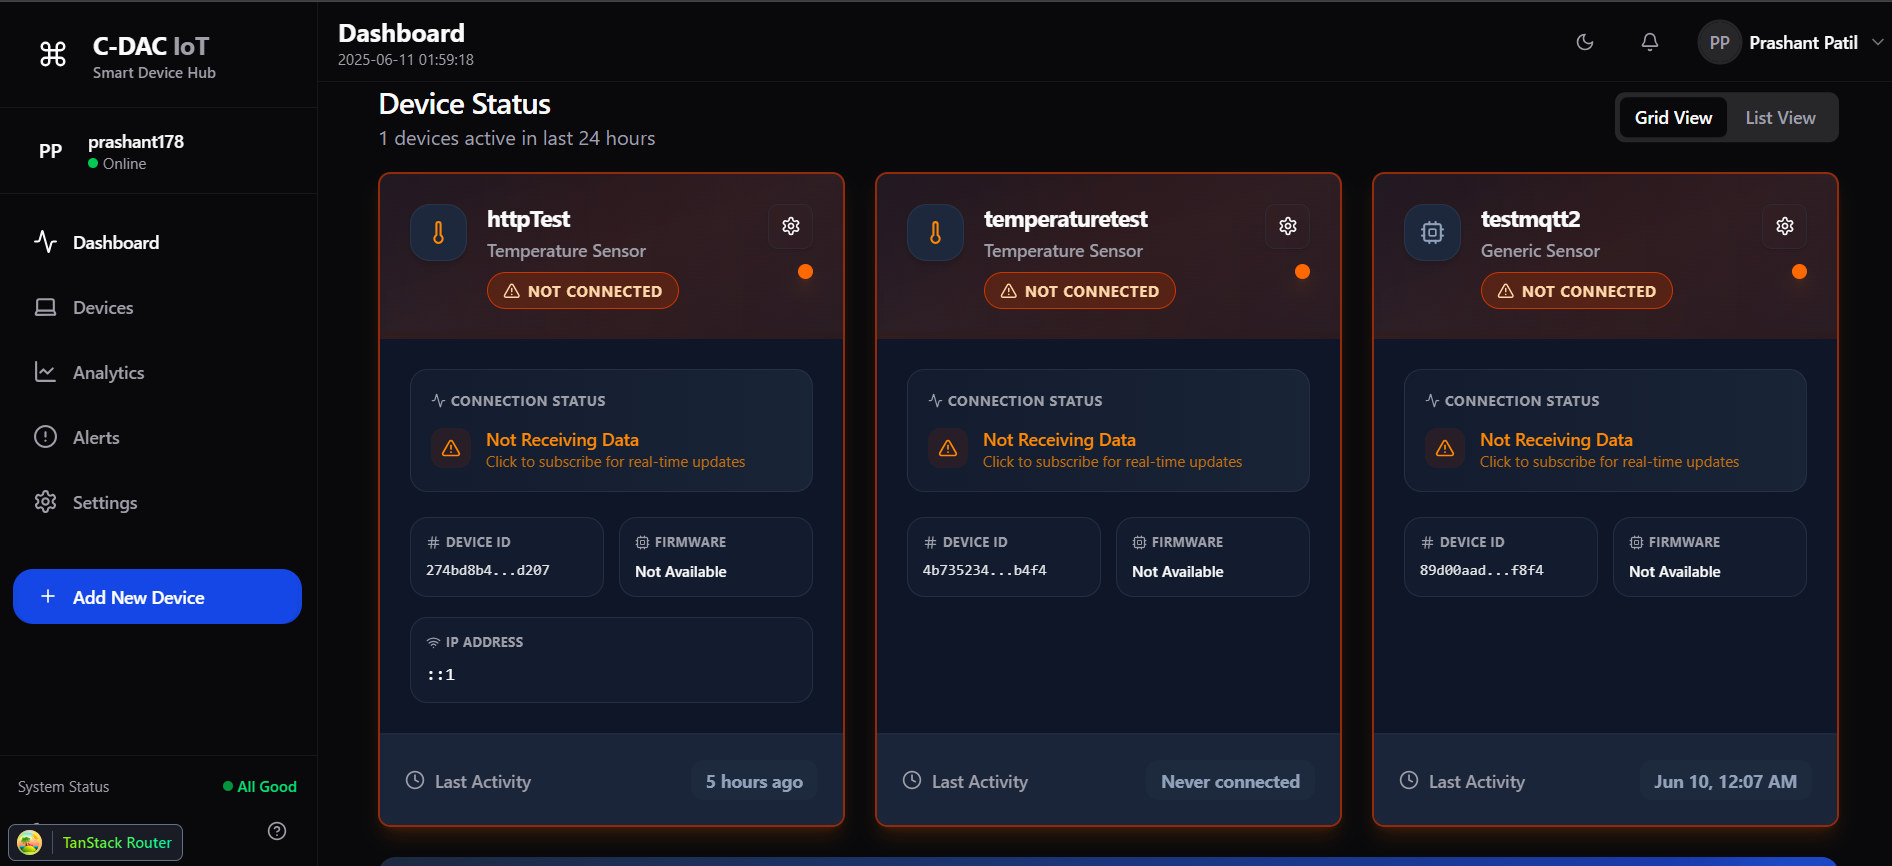 C-DAC IoT
Smart Device Hub
PP
prashant178
Online
Dashboard
Devices
Analytics
Alerts
Settings
+ Add New Device
System Status
All Good
TanStack Router
Dashboard
2025-06-11 01:59:18
PP
Prashant Patil
Device Status
1 devices active in last 24 hours
Grid View
List View
httpTest
Temperature Sensor
NOT CONNECTED
CONNECTION STATUS
Not Receiving Data
Click to subscribe for real-time updates
# DEVICE ID
274bd8b4...d207
FIRMWARE
Not Available
IP ADDRESS
::1
Last Activity
5 hours ago
temperaturetest
Temperature Sensor
NOT CONNECTED
CONNECTION STATUS
Not Receiving Data
Click to subscribe for real-time updates
# DEVICE ID
4b735234...b4f4
FIRMWARE
Not Available
Last Activity
Never connected
testmqtt2
Generic Sensor
NOT CONNECTED
CONNECTION STATUS
Not Receiving Data
Click to subscribe for real-time updates
# DEVICE ID
89d00aad...f8f4
FIRMWARE
Not Available
Last Activity
Jun 10, 12:07 AM